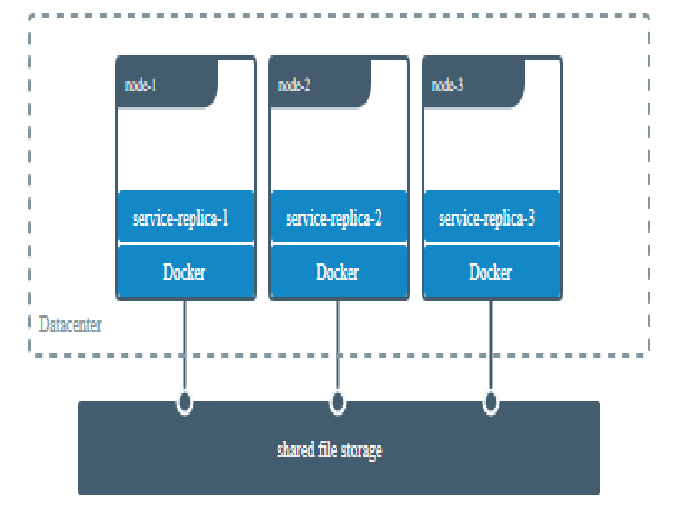 node-1
node-2
node-3
service-replica-1
service-replica-2
service-replica-3
Docker
Docker
Docker
Datacenter
shared file storage